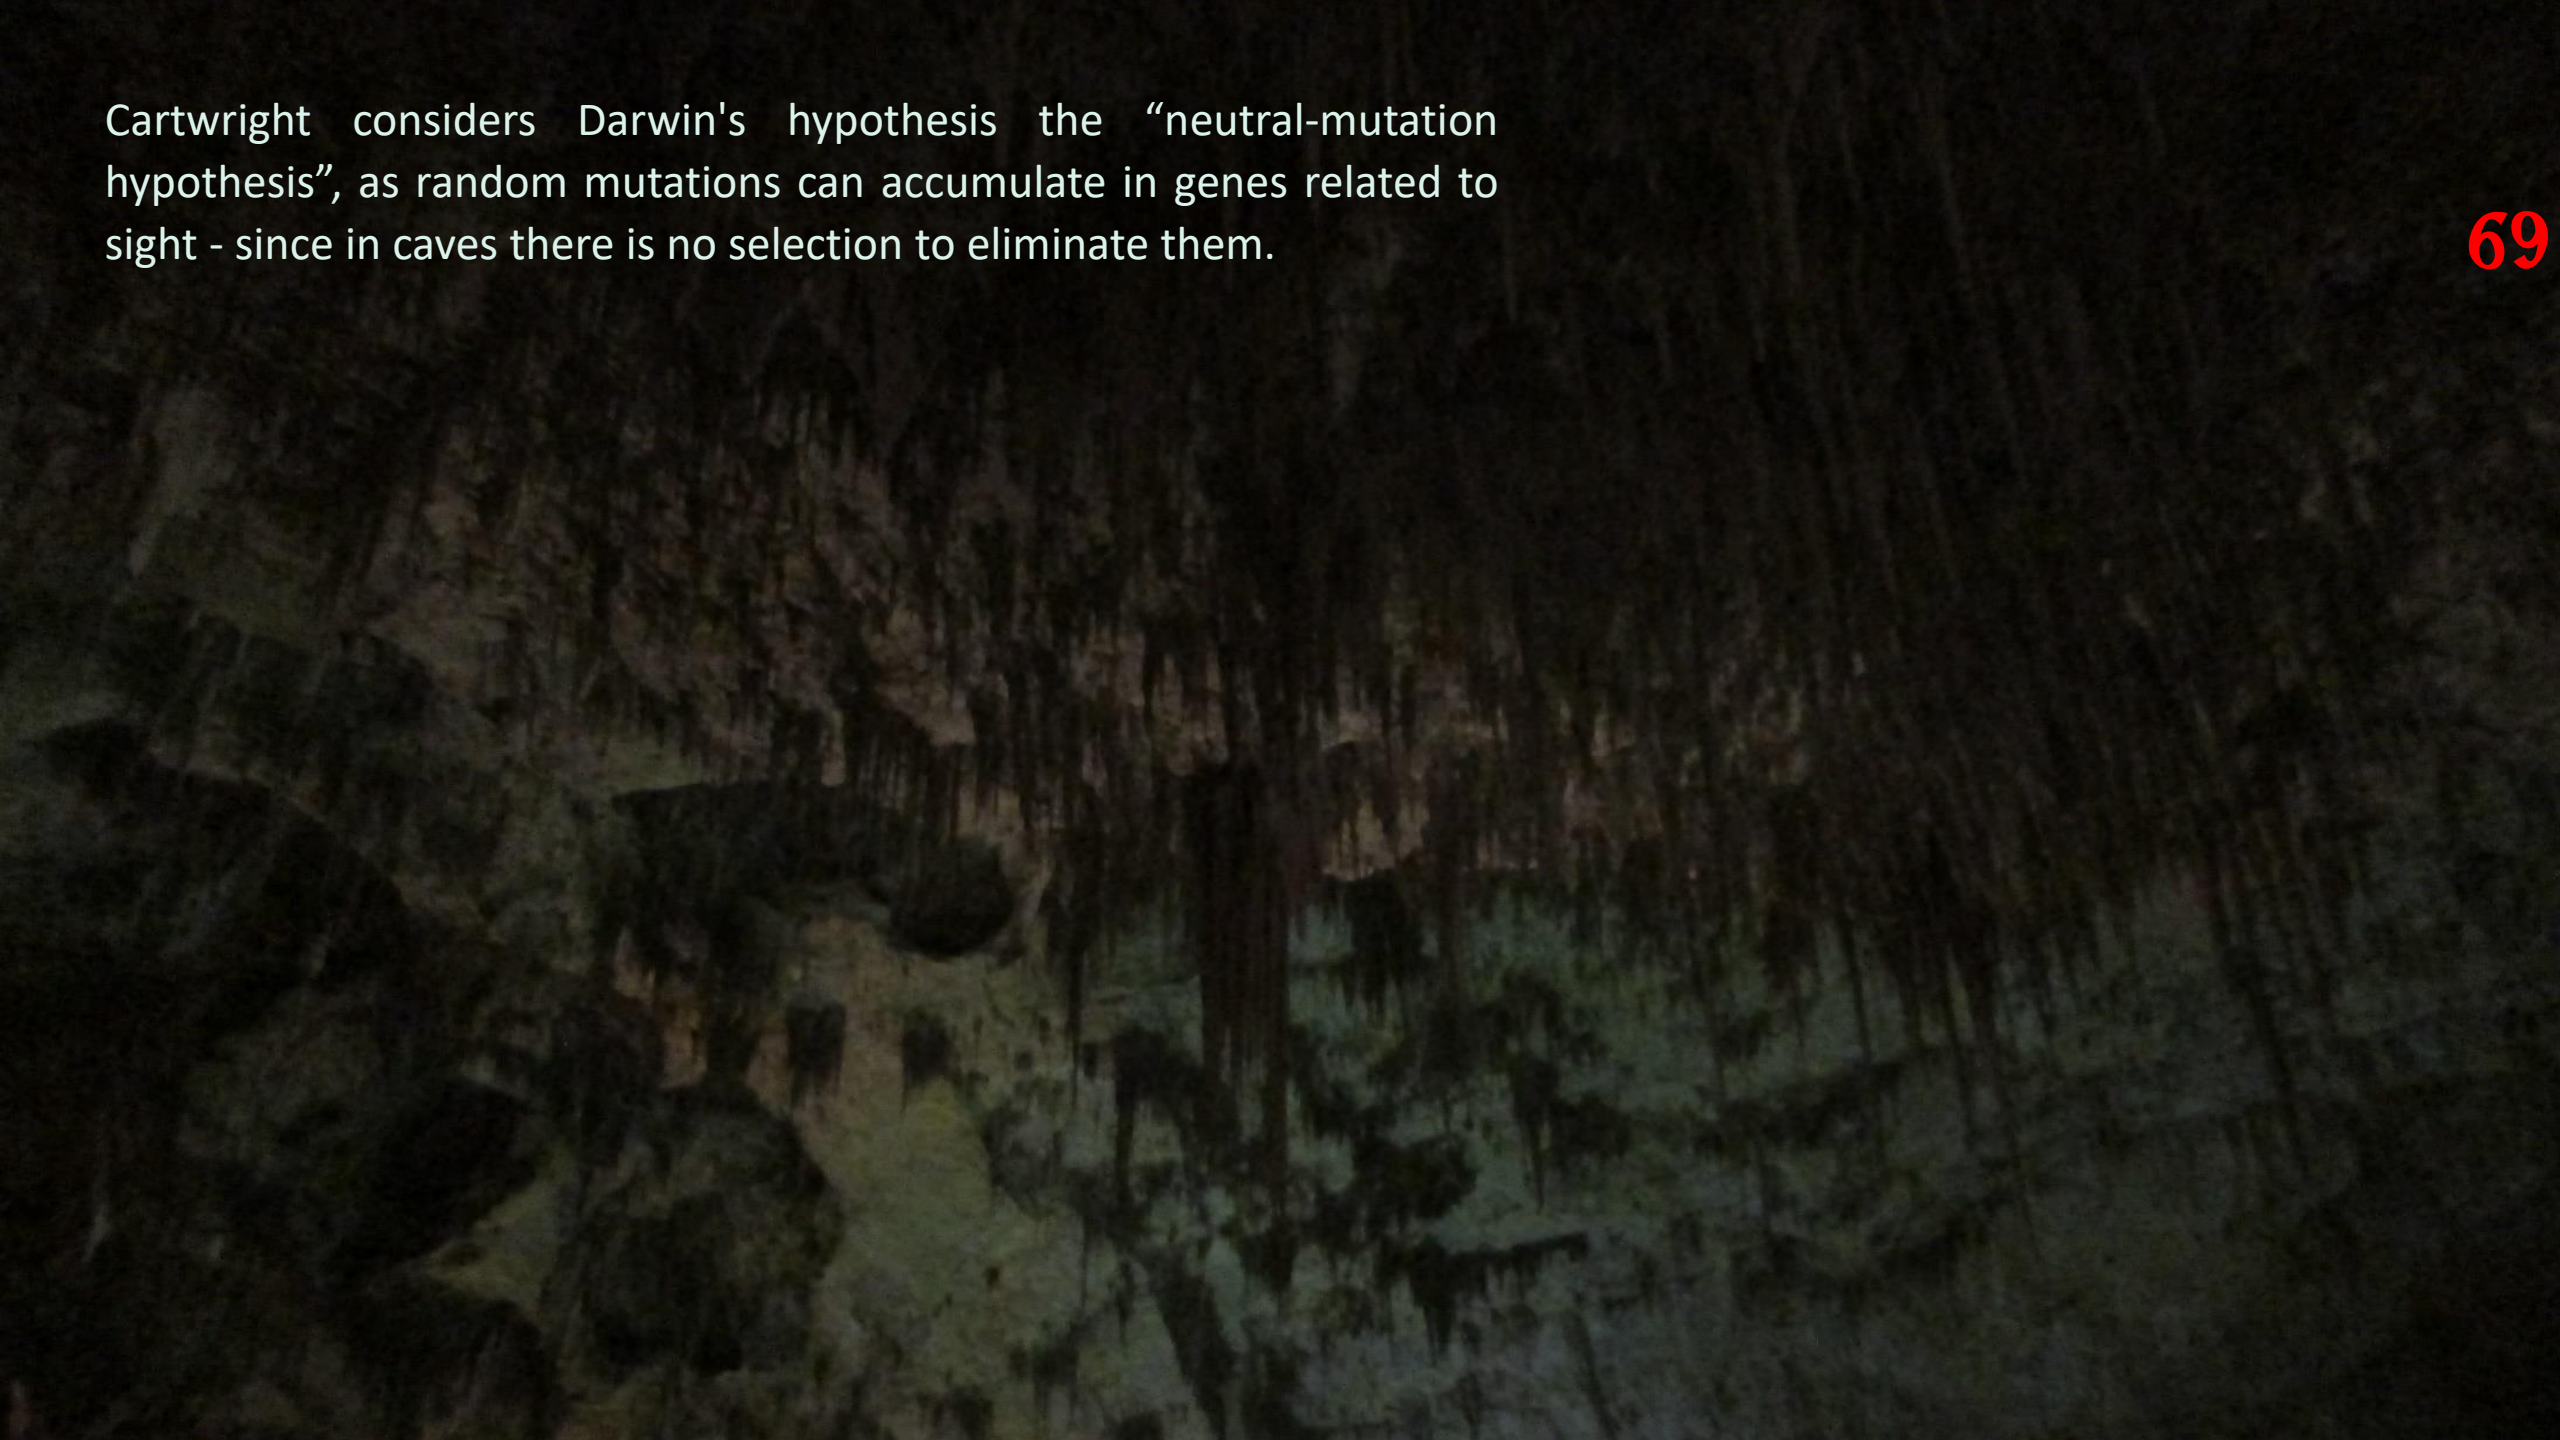 Cartwright considers Darwin's hypothesis the “neutral-mutation
hypothesis”, as random mutations can accumulate in genes related to
sight - since in caves there is no selection to eliminate them.
69